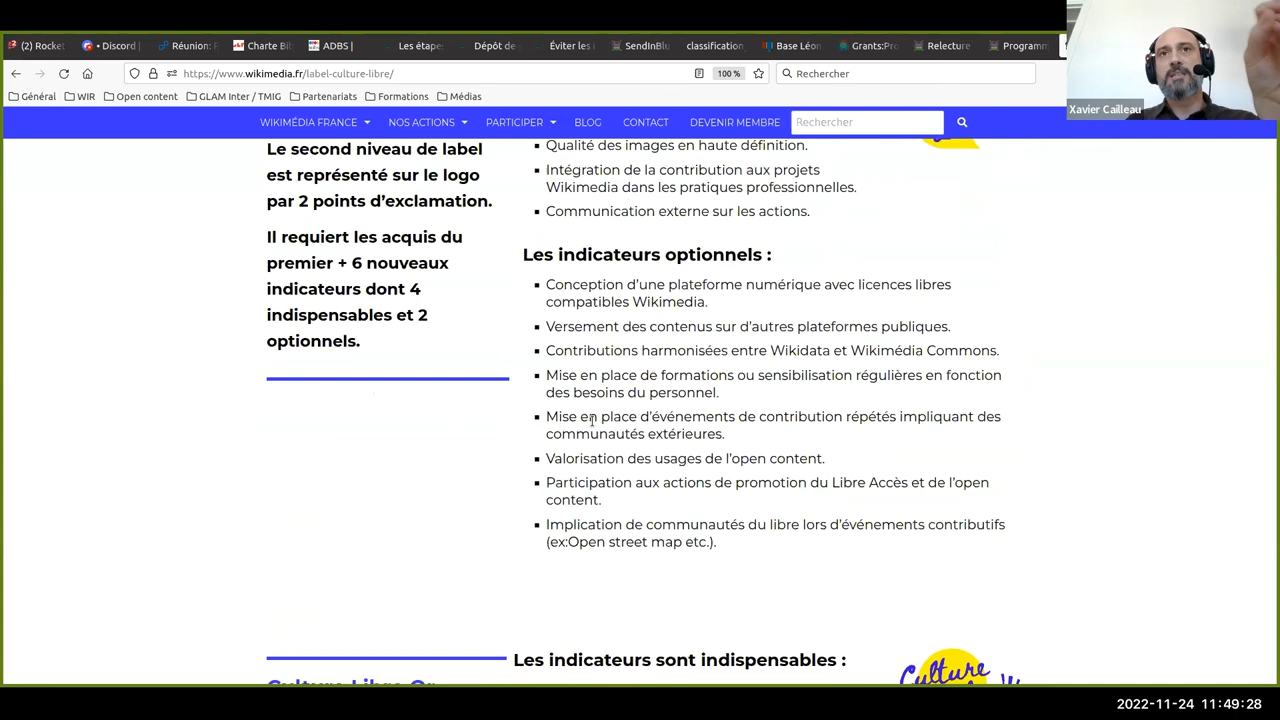 (2) Rocket
• Discord |
Réunion:
Charte Bi
ADBS |
Les étape
Dépôt de
Éviter les i
SendInBlu
classification
Base Léon
Grants:Pro
Relecture
Programm
https://www.wikimedia.fr/label-culture-libre/
100 %
Rechercher
Général
WIR
Open content
GLAM Inter / TMIG
Partenariats
Formations
Médias
Xavier Cailleau
WIKIMÉDIA FRANCE
NOS ACTIONS
PARTICIPER
BLOG
CONTACT
DEVENIR MEMBRE
Rechercher
Le second niveau de label
est représenté sur le logo
par 2 points d’exclamation.
Il requiert les acquis du
premier + 6 nouveaux
indicateurs dont 4
indispensables et 2
optionnels.
Qualité des images en haute définition.
Intégration de la contribution aux projets
Wikimedia dans les pratiques professionnelles.
Communication externe sur les actions.
Les indicateurs optionnels :
Conception d’une plateforme numérique avec licences libres
compatibles Wikimedia.
Versement des contenus sur d’autres plateformes publiques.
Contributions harmonisées entre Wikidata et Wikimédia Commons.
Mise en place de formations ou sensibilisation régulières en fonction
des besoins du personnel.
Mise en place d’événements de contribution répétés impliquant des
communautés extérieures.
Valorisation des usages de l’open content.
Participation aux actions de promotion du Libre Accès et de l’open
content.
Implication de communautés du libre lors d’événements contributifs
(ex:Open street map etc.).
Les indicateurs sont indispensables :
Culture Libre Or
Culture
2022-11-24 11:49:28